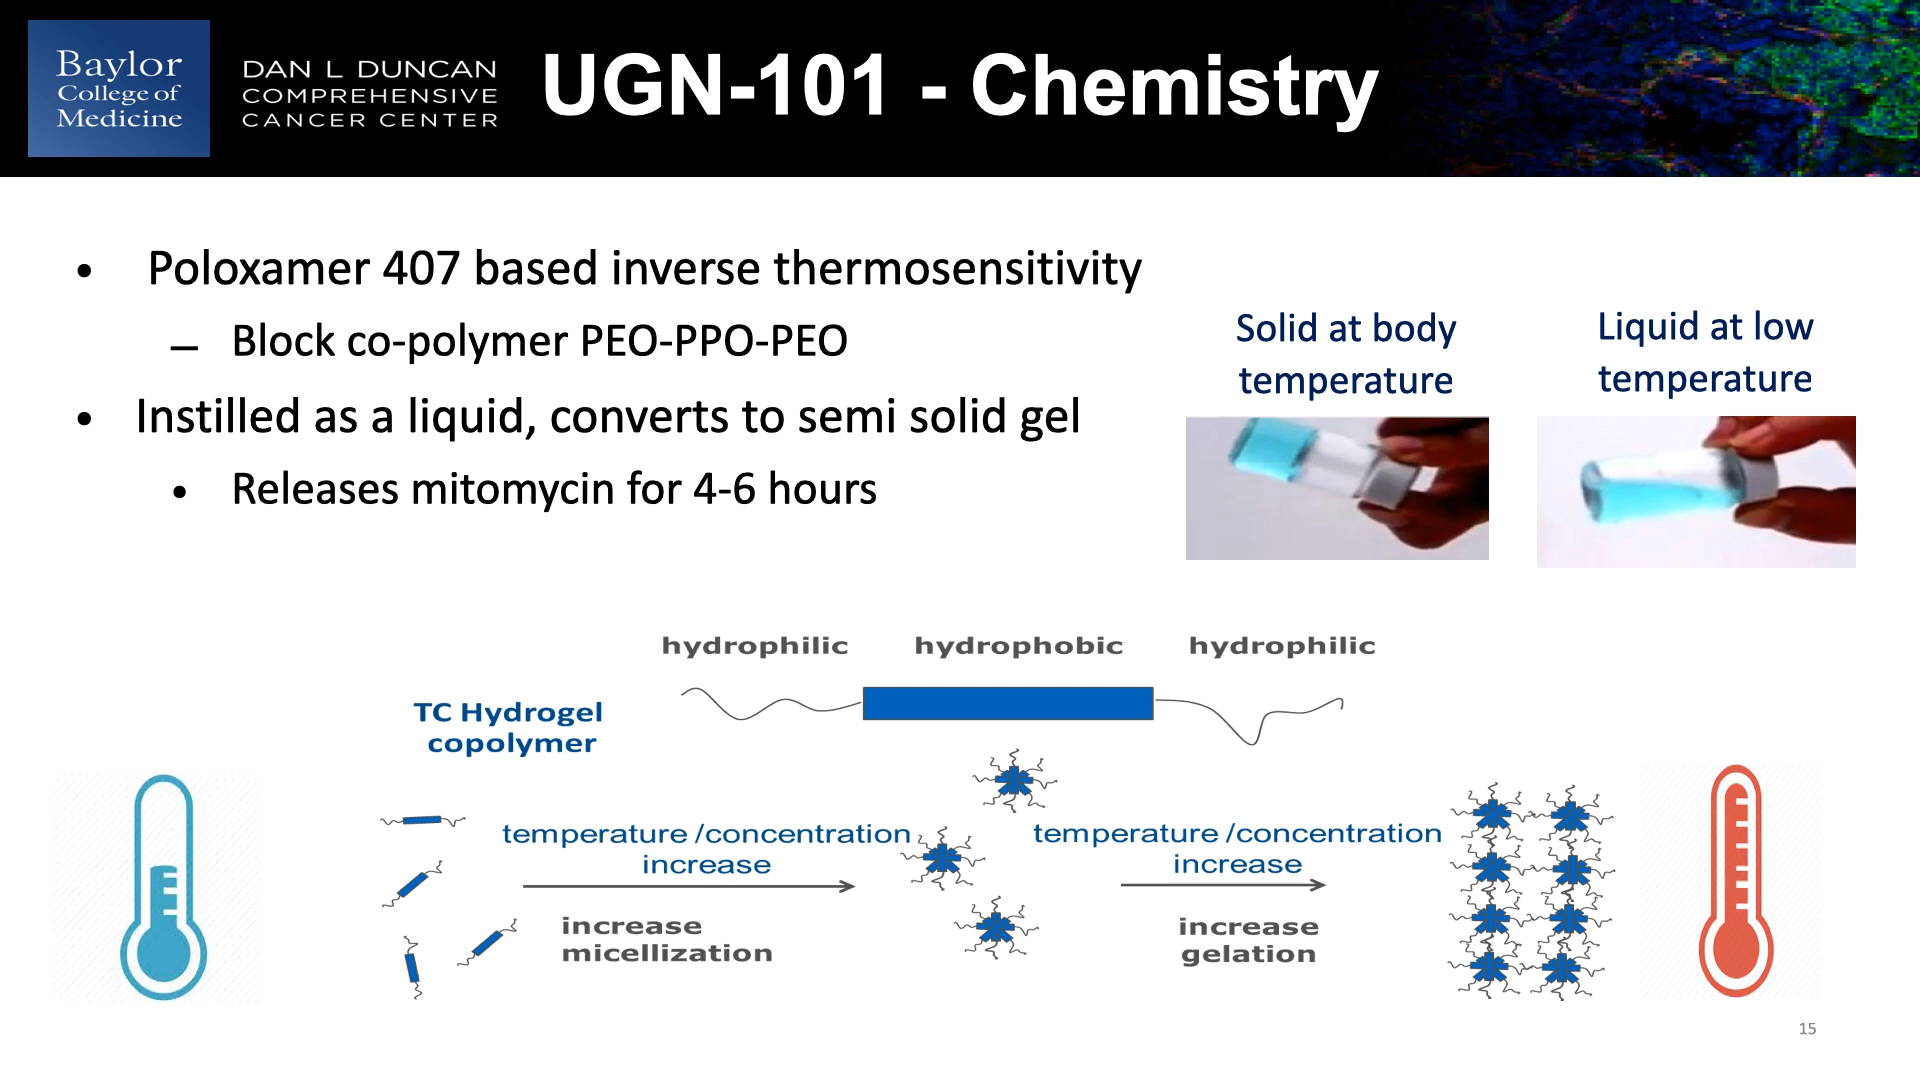 Baylor
College of
Medicine
DAN L DUNCAN
COMPREHENSIVE
CANCER CENTER
UGN-101 - Chemistry
• Poloxamer 407 based inverse thermosensitivity
– Block co-polymer PEO-PPO-PEO
• Instilled as a liquid, converts to semi solid gel
• Releases mitomycin for 4-6 hours
Solid at body
temperature
Liquid at low
temperature
hydrophilic hydrophobic hydrophilic
TC Hydrogel
copolymer
temperature /concentration
increase
increase
micellization
temperature /concentration
increase
increase
gelation
15